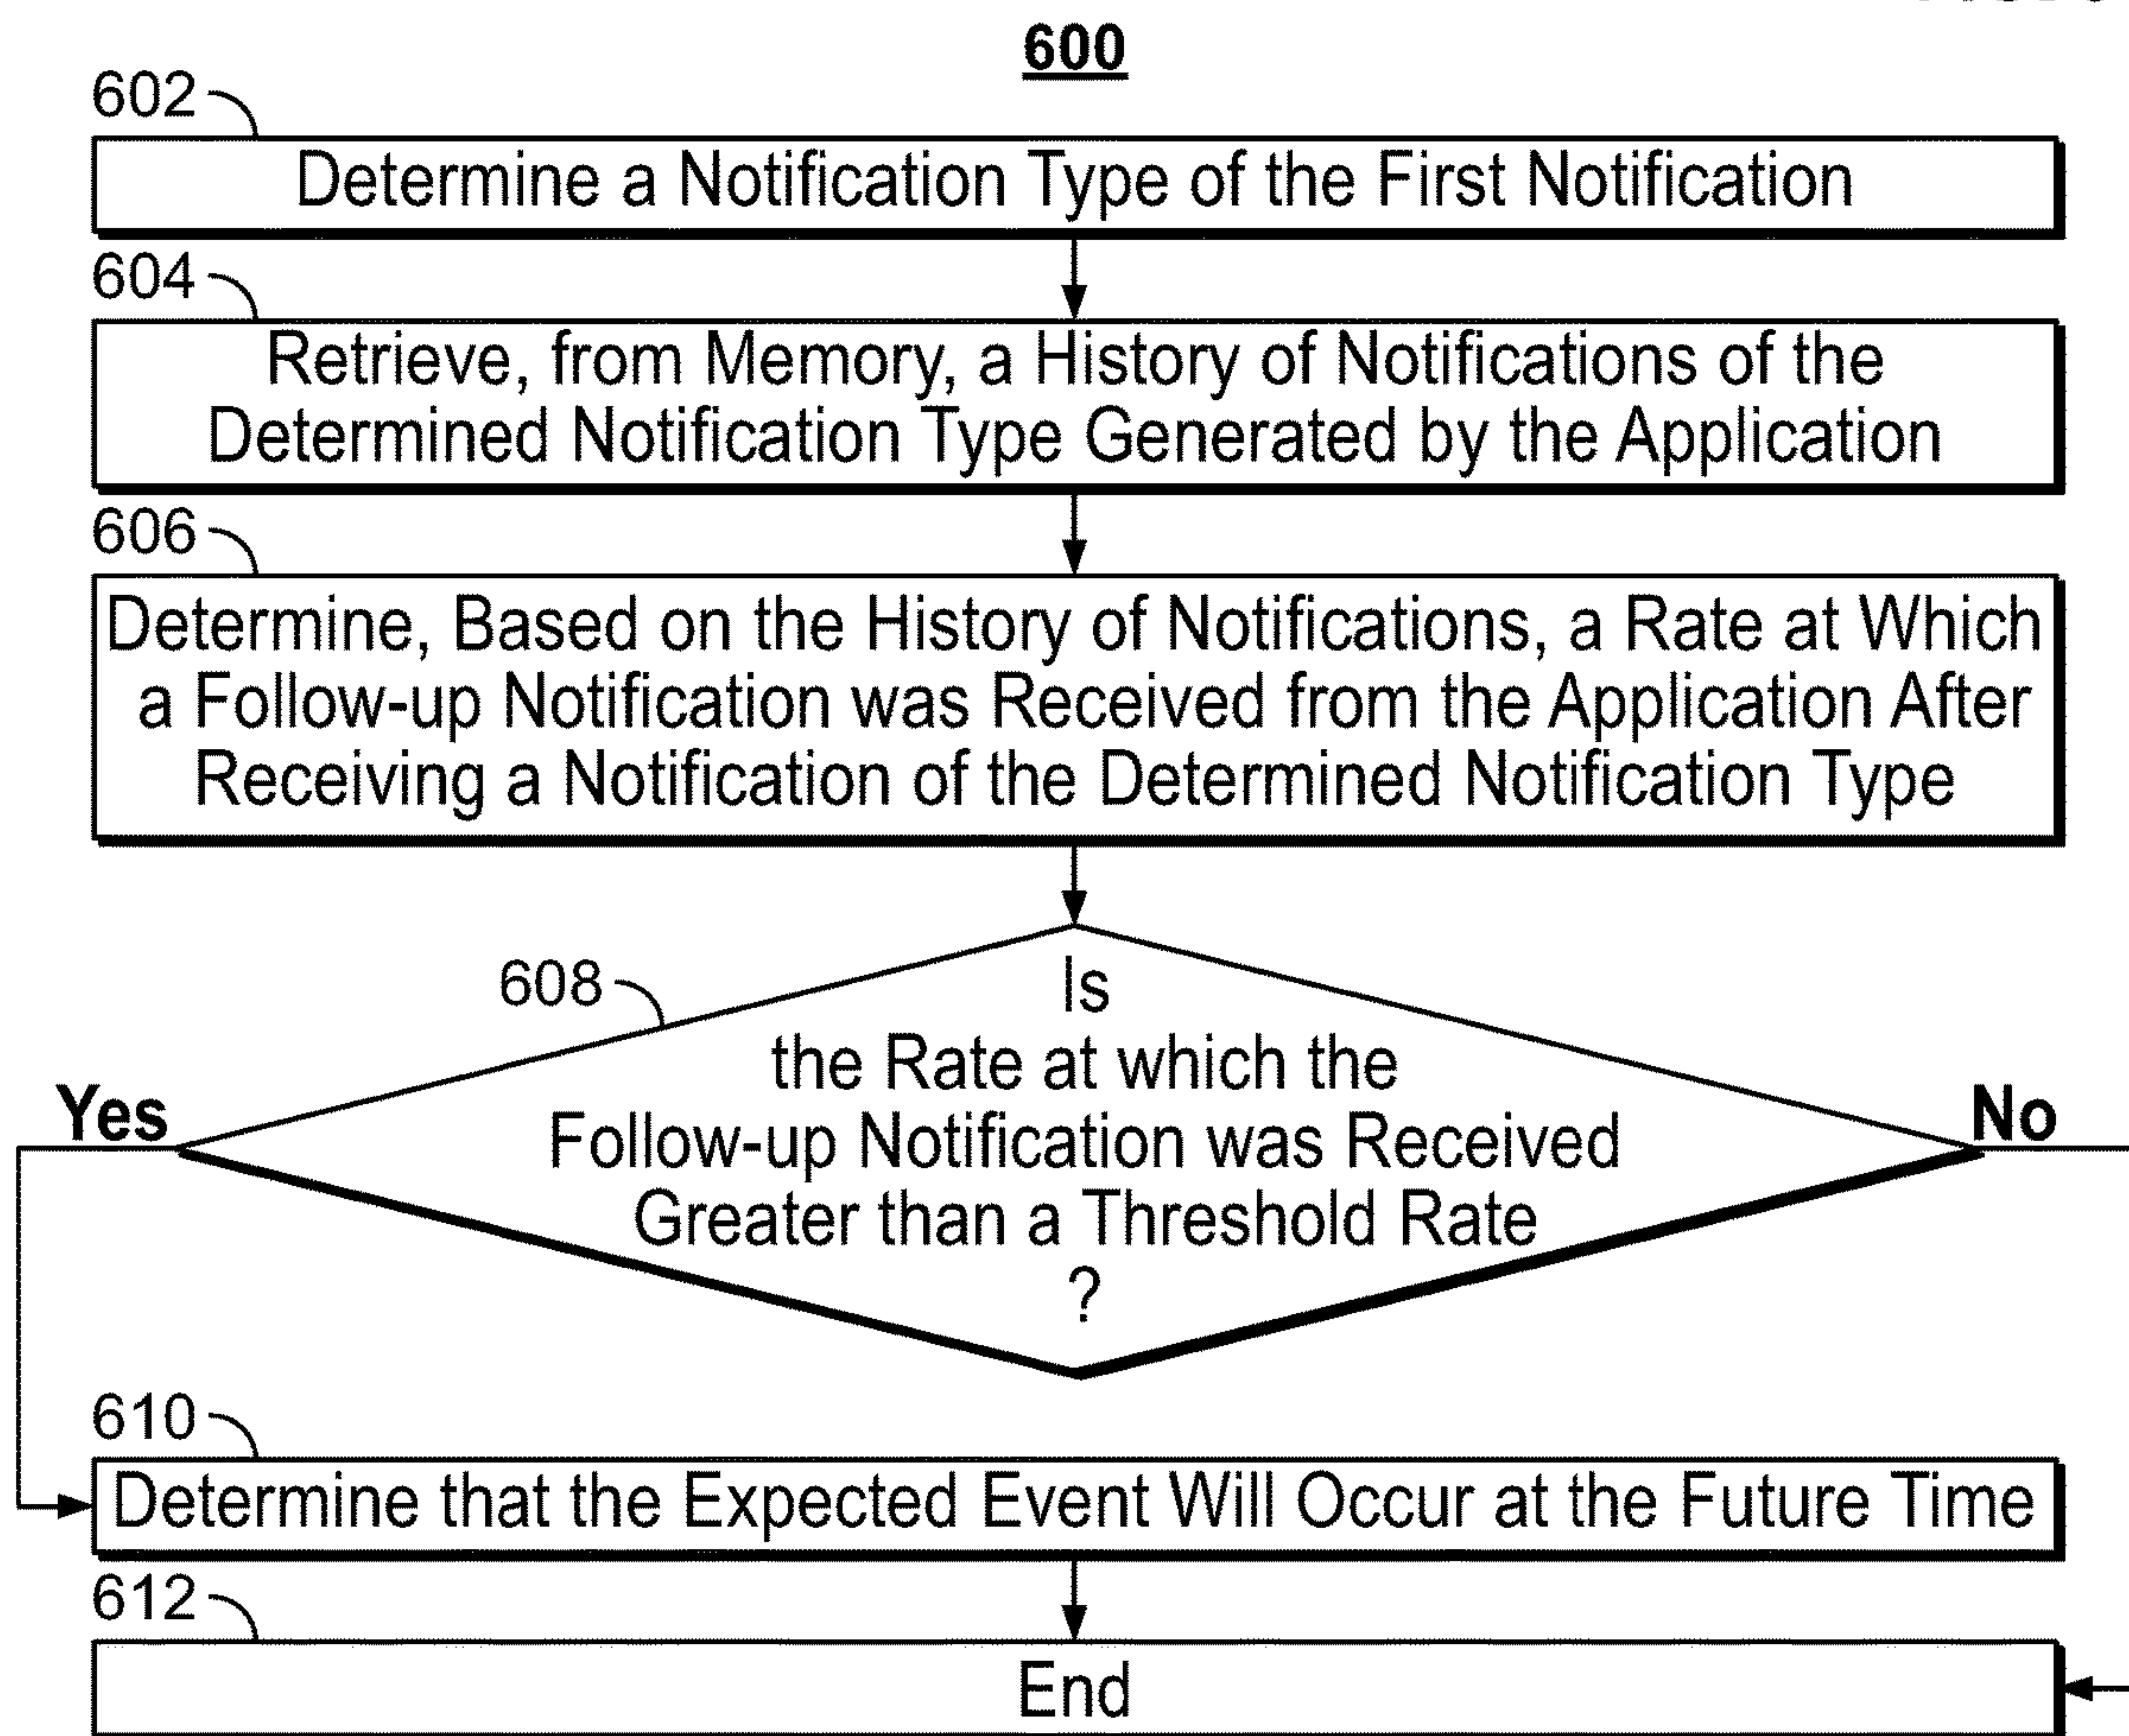 600
602
Determine a Notification Type of the First Notification
604
Retrieve, from Memory, a History of Notifications of the
Determined Notification Type Generated by the Application
606
Determine, Based on the History of Notifications, a Rate at Which
a Follow-up Notification was Received from the Application After
Receiving a Notification of the Determined Notification Type
608
Is
the Rate at which the
Follow-up Notification was Received
Greater than a Threshold Rate
?
Yes
No
610
Determine that the Expected Event Will Occur at the Future Time
612
End